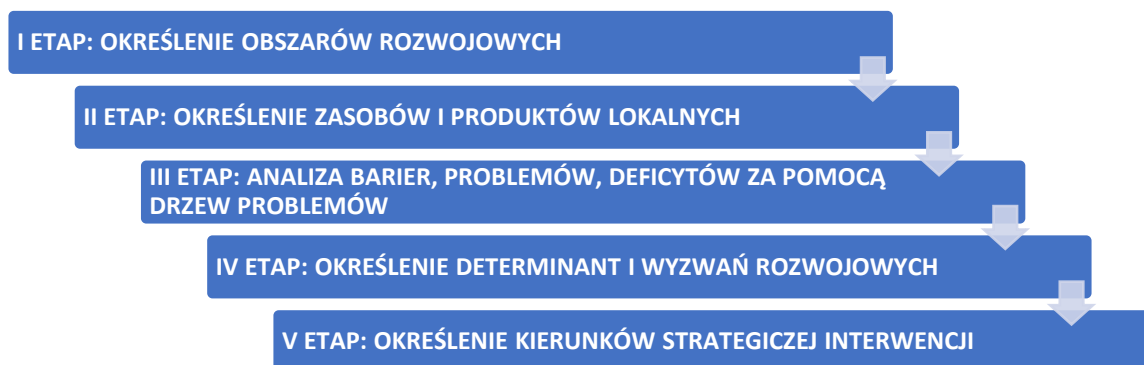 I ETAP: OKREŚLENIE OBSZARÓW ROZWOJOWYCH
II ETAP: OKREŚLENIE ZASOBÓW I PRODUKTÓW LOKALNYCH
III ETAP: ANALIZA BARIER, PROBLEMÓW, DEFICYTÓW ZA POMOCĄ
DRZEW PROBLEMÓW
IV ETAP: OKREŚLENIE DETERMINANT I WYZWAŃ ROZWOJOWYCH
V ETAP: OKREŚLENIE KIERUNKÓW STRATEGICZEJ INTERWENCJI